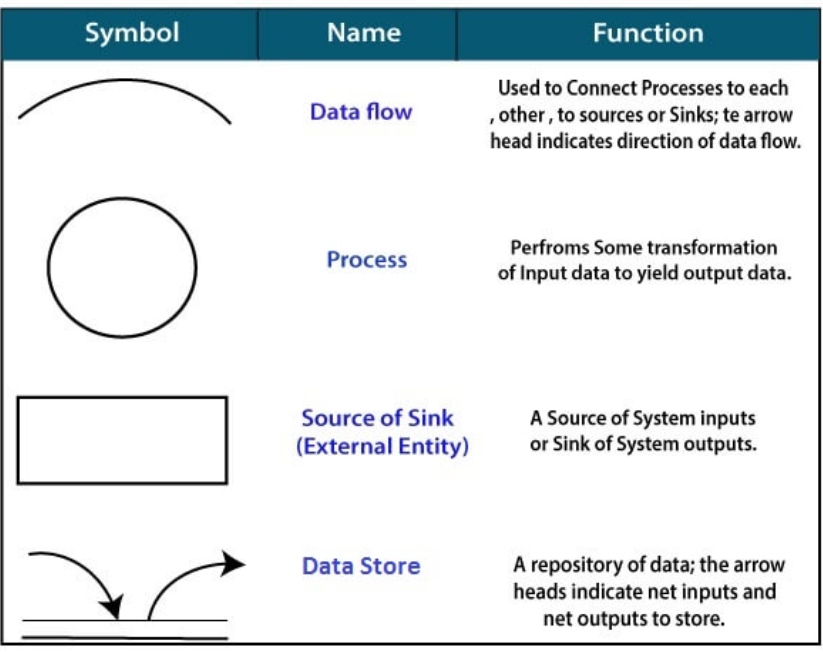 Symbol
Name
Function
Data flow
Used to Connect Processes to each
, other , to sources or Sinks; te arrow
head indicates direction of data flow.
Process
Perfroms Some transformation
of Input data to yield output data.
Source of Sink
(External Entity)
A Source of System inputs
or Sink of System outputs.
Data Store
A repository of data; the arrow
heads indicate net inputs and
net outputs to store.